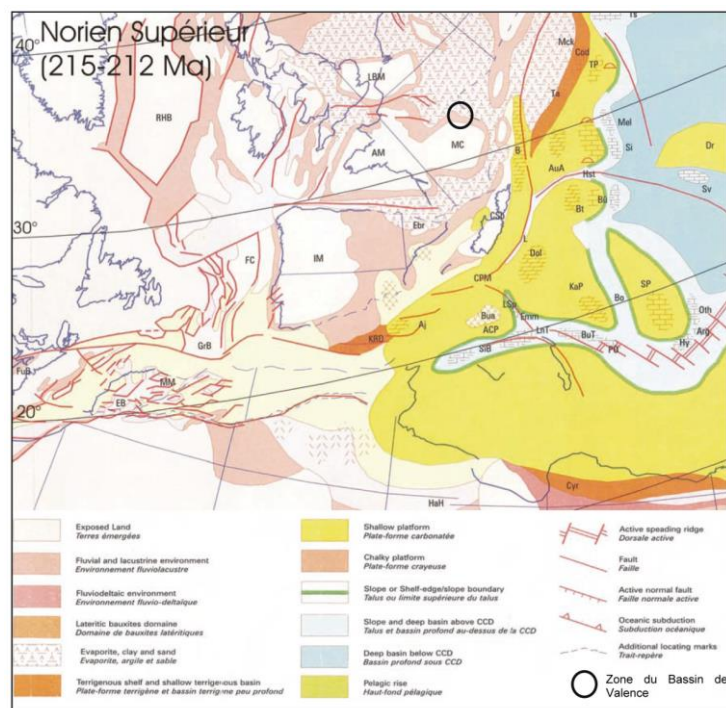 Norien Supérieur
(215-212 Ma)
40°
30°
20°
RHB
LBM
AM
MC
Mck
Cod
Ta
TP
Ts
Mel
Si
Dr
Sv
AuA
Hst
Bt
Bü
B
CSb
Ebr
IM
FC
L
Dol
CPM
KaP
Bo
SP
Oth
Arg
Hy
LSp
Emm
Bua
ACP
LnT
BuT
SiB
KRD
Aj
GrB
MM
EB
FuB
HaH
Cyr
Exposed Land
Terres émergées
Fluvial and lacustrine environment
Environnement fluviolacustre
Fluviodeltaic environment
Environnement fluvio-deltaïque
Lateritic bauxites domaine
Domaine de bauxites latéritiques
Evaporite, clay and sand
Evaporite, argile et sable
Terrigenous shelf and shallow terrigenous basin
Plate-forme terrigène et bassin terrigène peu profond
Shallow platform
Plate-forme carbonatée
Chalky platform
Plate-forme crayeuse
Slope or Shelf-edge/slope boundary
Talus ou limite supérieure du talus
Slope and deep basin above CCD
Talus et bassin profond au-dessus de la CCD
Deep basin below CCD
Bassin profond sous CCD
Pelagic rise
Haut-fond pélagique
Active speading ridge
Dorsale active
Fault
Faille
Active normal fault
Faille normale active
Oceanic subduction
Subduction océanique
Additional locating marks
Trait-repère
Zone du Bassin de
Valence